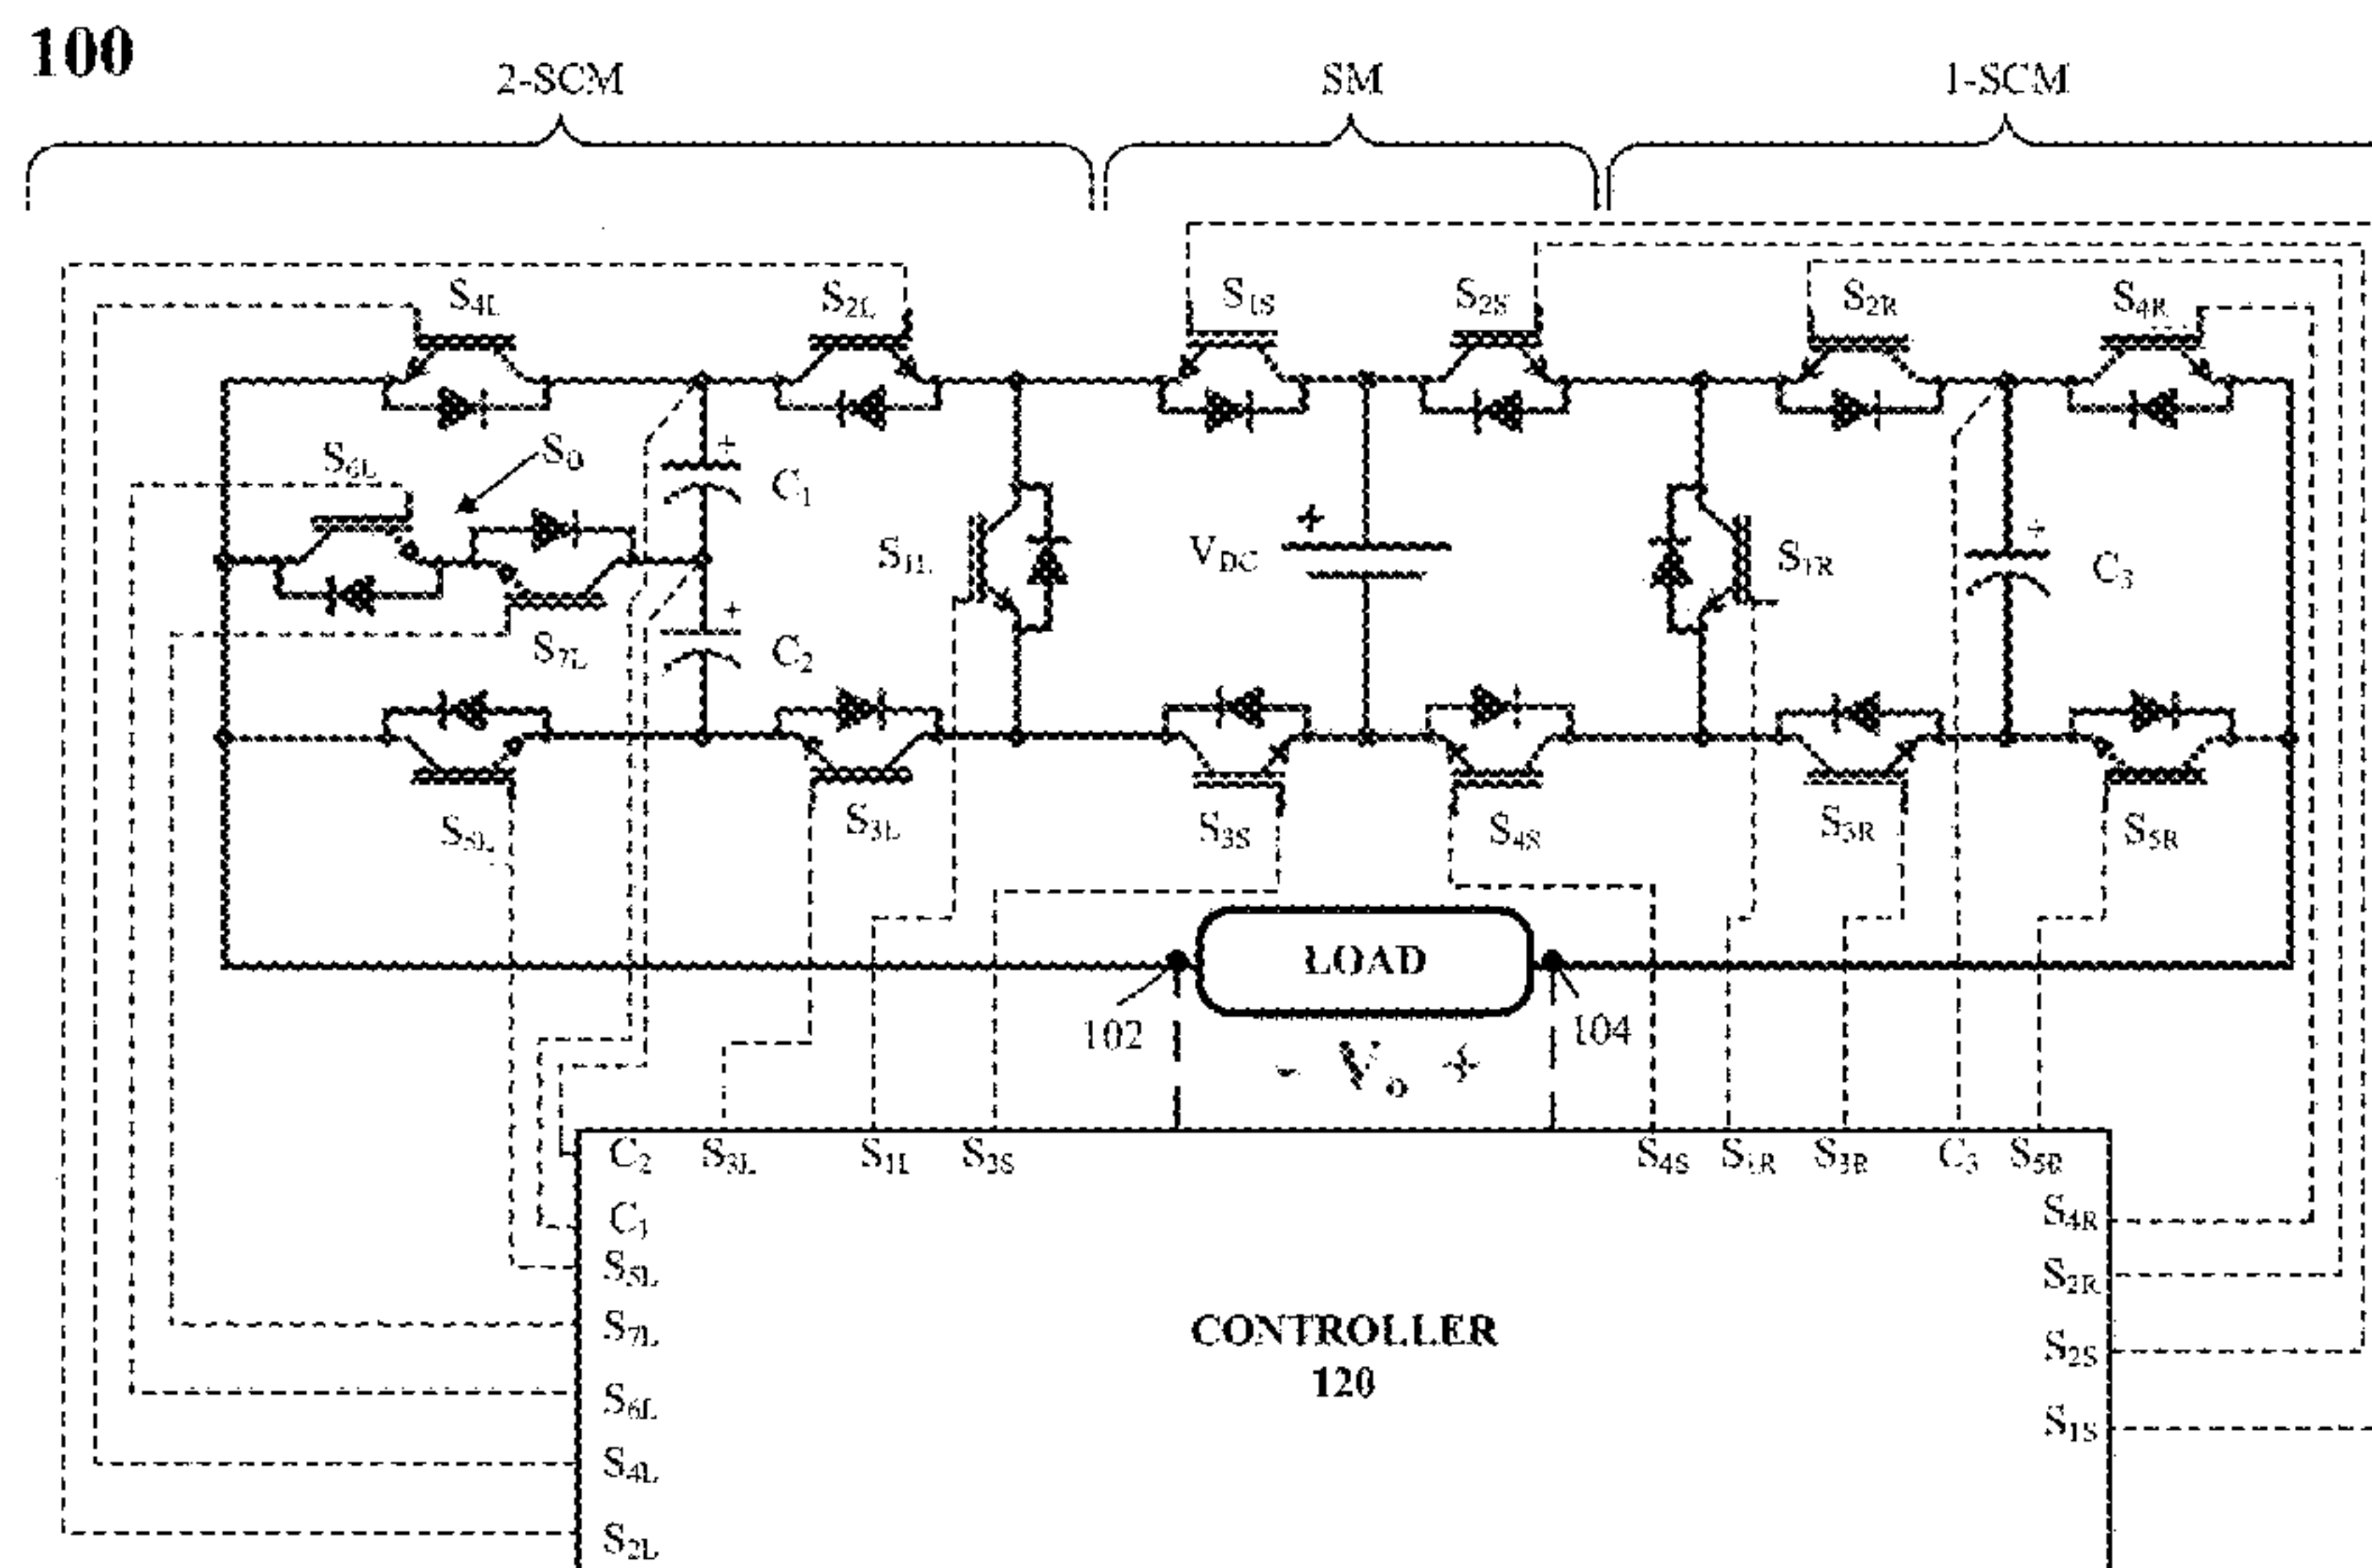 100
2-SCM SM 1-SCM
S4L S2L S1S S2S S2R S4R
S6L S0
+ C1
S1L VDC + S1R + C3
S7L + C2
S5L S3L S3S S4S S3R S5R
LOAD
102 104
- Vo +
C2 S3L S1L S3S S4S S1R S3R C3 S5R
C1 S4R
S5L S2R
S7L CONTROLLER S2S
S6L 120 S1S
S4L
S2L